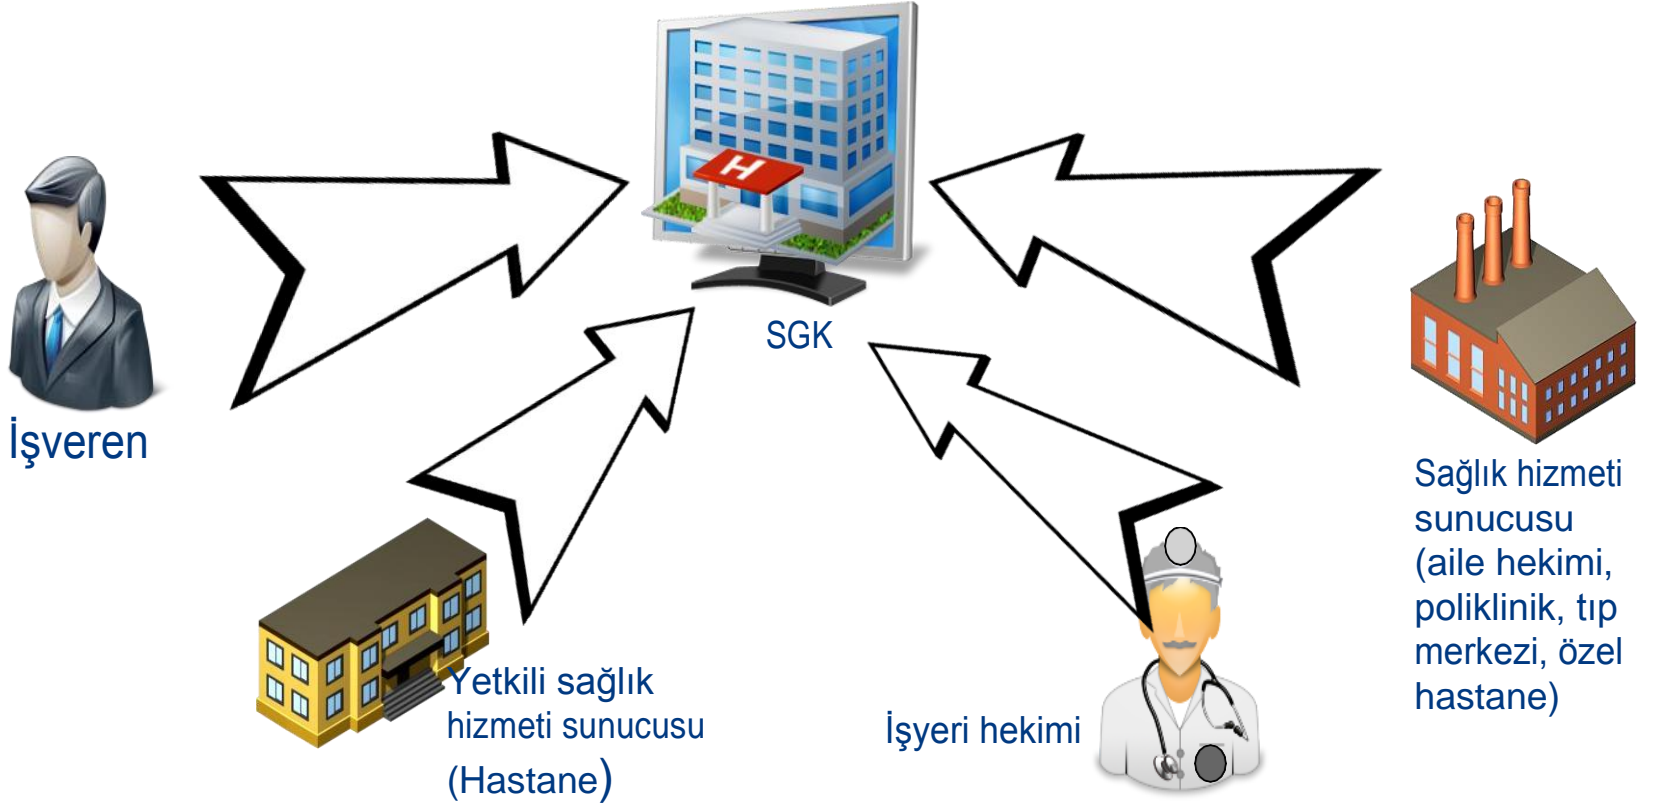 H
SGK
İşveren
Sağlık hizmeti
sunucusu
(aile hekimi,
poliklinik, tıp
merkezi, özel
hastane)
Yetkili sağlık
hizmeti sunucusu
(Hastane)
İşyeri hekimi